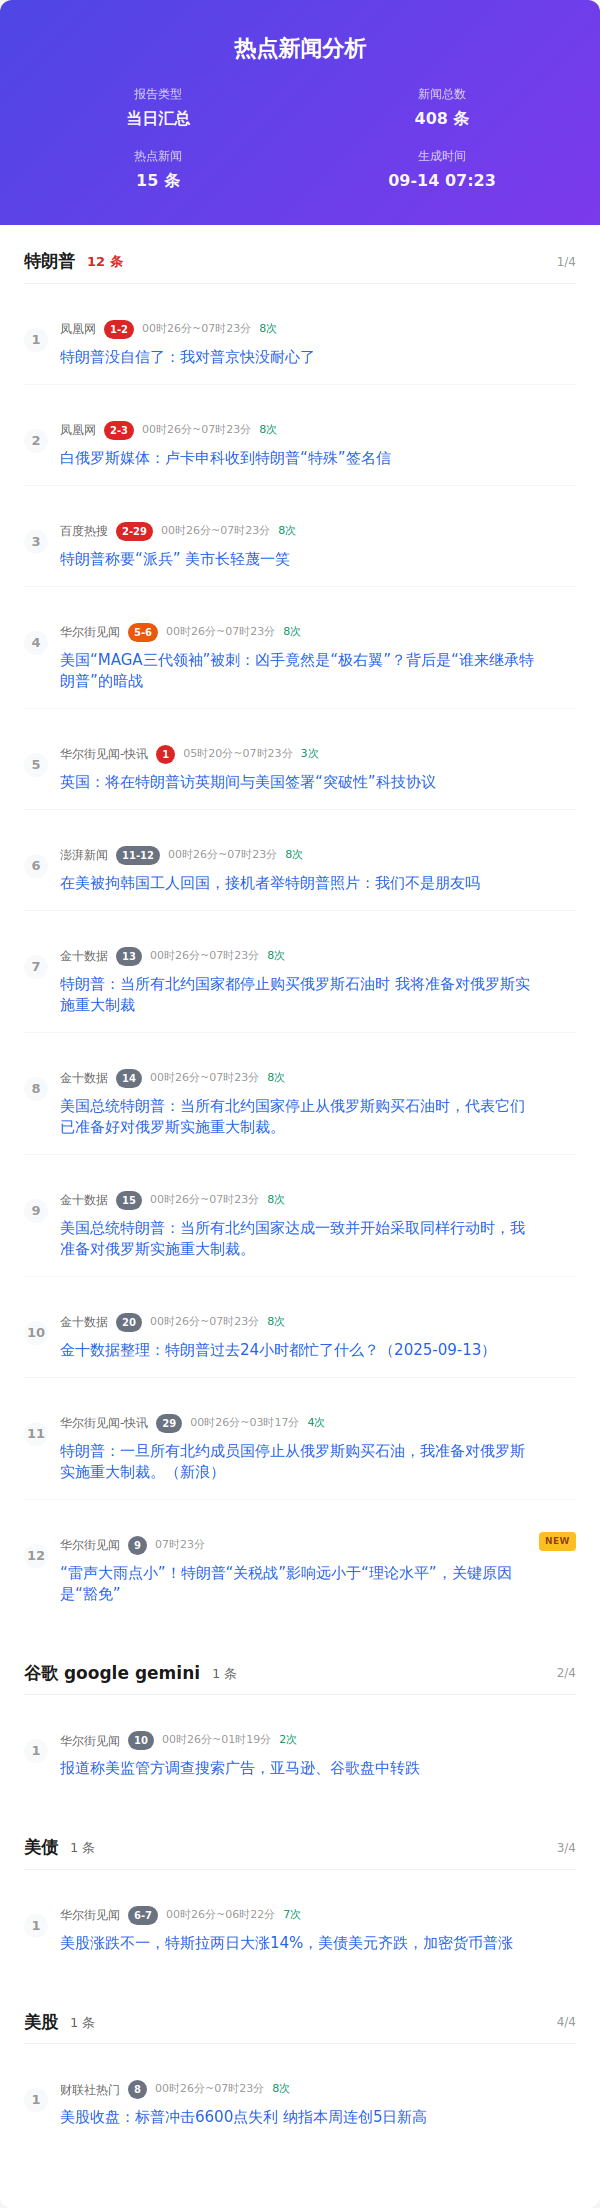 热点新闻分析
报告类型
新闻总数
当日汇总
408 条
热点新闻
生成时间
15 条
09-14 07:23
特朗普 12 条 1/4
1 凤凰网 1-2 00时26分~07时23分 8次
特朗普没自信了：我对普京快没耐心了
2 凤凰网 2-3 00时26分~07时23分 8次
白俄罗斯媒体：卢卡申科收到特朗普“特殊”签名信
3 百度热搜 2-29 00时26分~07时23分 8次
特朗普称要“派兵” 美市长轻蔑一笑
4 华尔街见闻 5-6 00时26分~07时23分 8次
美国“MAGA三代领袖”被刺：凶手竟然是“极右翼”？背后是“谁来继承特
朗普”的暗战
5 华尔街见闻-快讯 1 05时20分~07时23分 3次
英国：将在特朗普访英期间与美国签署“突破性”科技协议
6 澎湃新闻 11-12 00时26分~07时23分 8次
在美被拘韩国工人回国，接机者举特朗普照片：我们不是朋友吗
7 金十数据 13 00时26分~07时23分 8次
特朗普：当所有北约国家都停止购买俄罗斯石油时 我将准备对俄罗斯实
施重大制裁
8 金十数据 14 00时26分~07时23分 8次
美国总统特朗普：当所有北约国家停止从俄罗斯购买石油时，代表它们
已准备好对俄罗斯实施重大制裁。
9 金十数据 15 00时26分~07时23分 8次
美国总统特朗普：当所有北约国家达成一致并开始采取同样行动时，我
准备对俄罗斯实施重大制裁。
10 金十数据 20 00时26分~07时23分 8次
金十数据整理：特朗普过去24小时都忙了什么？（2025-09-13）
11 华尔街见闻-快讯 29 00时26分~03时17分 4次
特朗普：一旦所有北约成员国停止从俄罗斯购买石油，我准备对俄罗斯
实施重大制裁。（新浪）
12 华尔街见闻 9 07时23分 NEW
“雷声大雨点小”！特朗普“关税战”影响远小于“理论水平”，关键原因
是“豁免”
谷歌 google gemini 1 条 2/4
1 华尔街见闻 10 00时26分~01时19分 2次
报道称美监管方调查搜索广告，亚马逊、谷歌盘中转跌
美债 1 条 3/4
1 华尔街见闻 6-7 00时26分~06时22分 7次
美股涨跌不一，特斯拉两日大涨14%，美债美元齐跌，加密货币普涨
美股 1 条 4/4
1 财联社热门 8 00时26分~07时23分 8次
美股收盘：标普冲击6600点失利 纳指本周连创5日新高